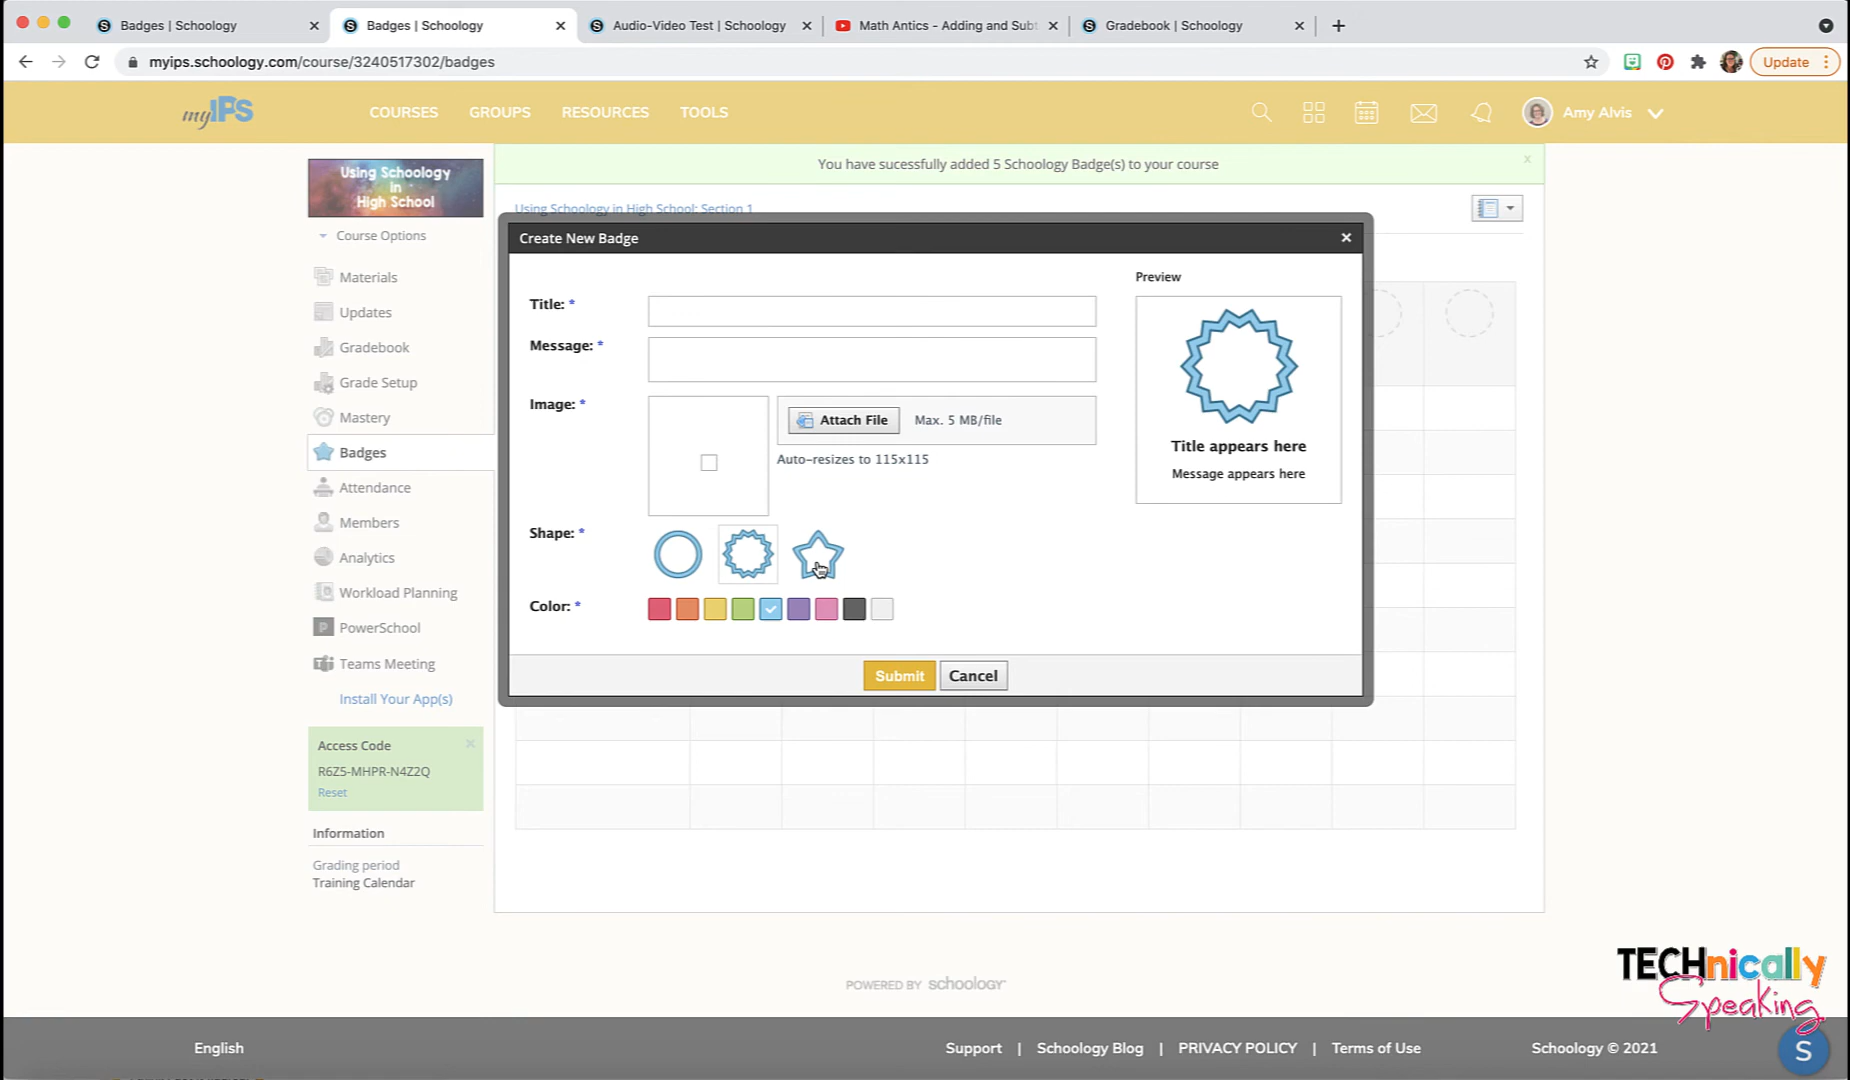 Badges | Schoology
Badges | Schoology
Audio-Video Test | Schoology
Math Antics - Adding and Subt
Gradebook | Schoology
myips.schoology.com/course/3240517302/badges
Update
myIPS
COURSES
GROUPS
RESOURCES
TOOLS
Amy Alvis
Using Schoology
in
High School
You have sucessfully added 5 Schoology Badge(s) to your course
Using Schoology in High School: Section 1
Course Options
Materials
Updates
Gradebook
Grade Setup
Mastery
Badges
Attendance
Members
Analytics
Workload Planning
PowerSchool
Teams Meeting
Install Your App(s)
Access Code
R6Z5-MHPR-N4Z2Q
Reset
Information
Grading period
Training Calendar
Create New Badge
Title: *
Message: *
Image: *
Attach File
Max. 5 MB/file
Auto-resizes to 115x115
Shape: *
Color: *
Preview
Title appears here
Message appears here
Submit
Cancel
POWERED BY schoology
TECHnically
Speaking
English
Support | Schoology Blog | PRIVACY POLICY | Terms of Use
Schoology © 2021
S